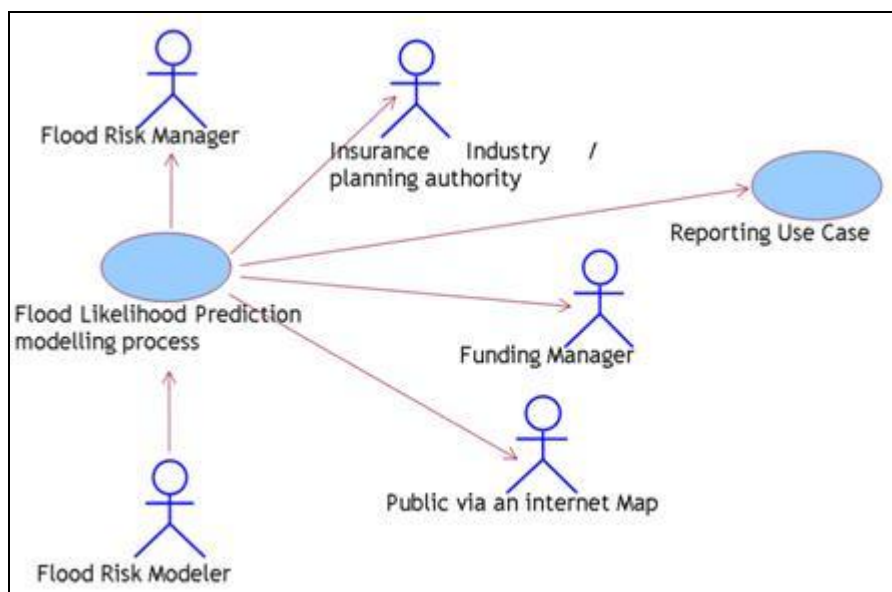 Flood Risk Manager
Insurance Industry /
planning authority
Reporting Use Case
Flood Likelihood Prediction
modelling process
Funding Manager
Public via an internet Map
Flood Risk Modeler